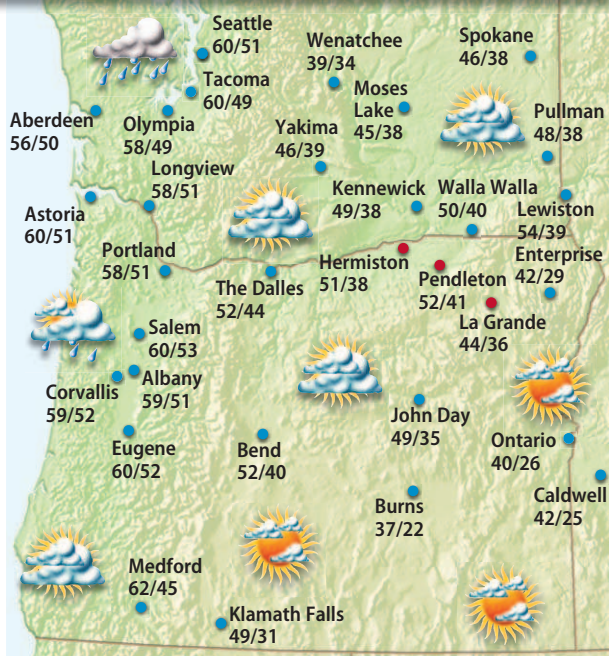 Seattle
60/51
Wenatchee
39/34
Spokane
46/38
Tacoma
60/49
Moses
Lake
45/38
Aberdeen
56/50
Olympia
58/49
Yakima
46/39
Pullman
48/38
Longview
58/51
Kennewick
49/38
Walla Walla
50/40
Lewiston
54/39
Astoria
60/51
Portland
58/51
The Dalles
52/44
Hermiston
51/38
Pendleton
52/41
Enterprise
42/29
La Grande
44/36
Salem
60/53
Albany
59/51
Corvallis
59/52
John Day
49/35
Eugene
60/52
Bend
52/40
Ontario
40/26
Burns
37/22
Caldwell
42/25
Medford
62/45
Klamath Falls
49/31